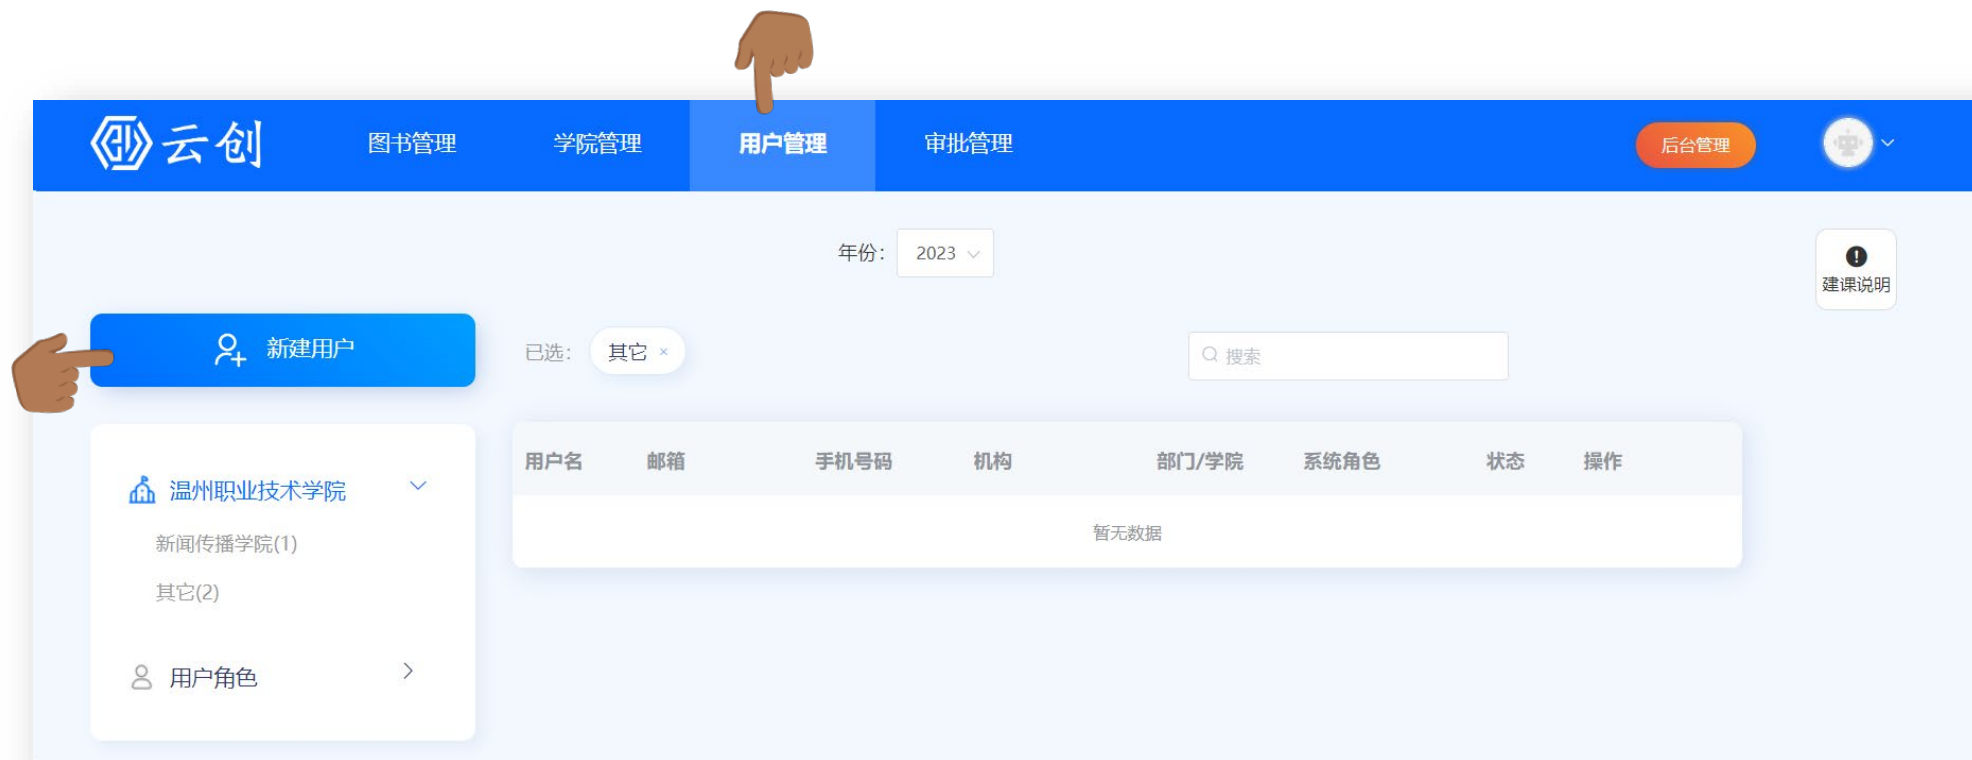 云创
图书管理
学院管理
用户管理
审批管理
后台管理
年份： 2023
建课说明
新建用户
已选： 其它 ×
搜索
用户名 邮箱 手机号码 机构 部门/学院 系统角色 状态 操作
暂无数据
温州职业技术学院
新闻传播学院(1)
其它(2)
用户角色